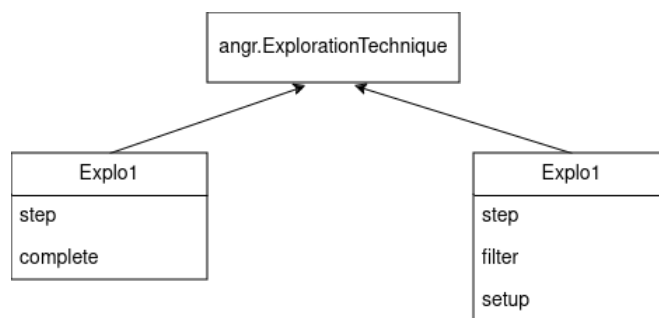 angr.ExplorationTechnique
Explo1
step
complete
Explo1
step
filter
setup